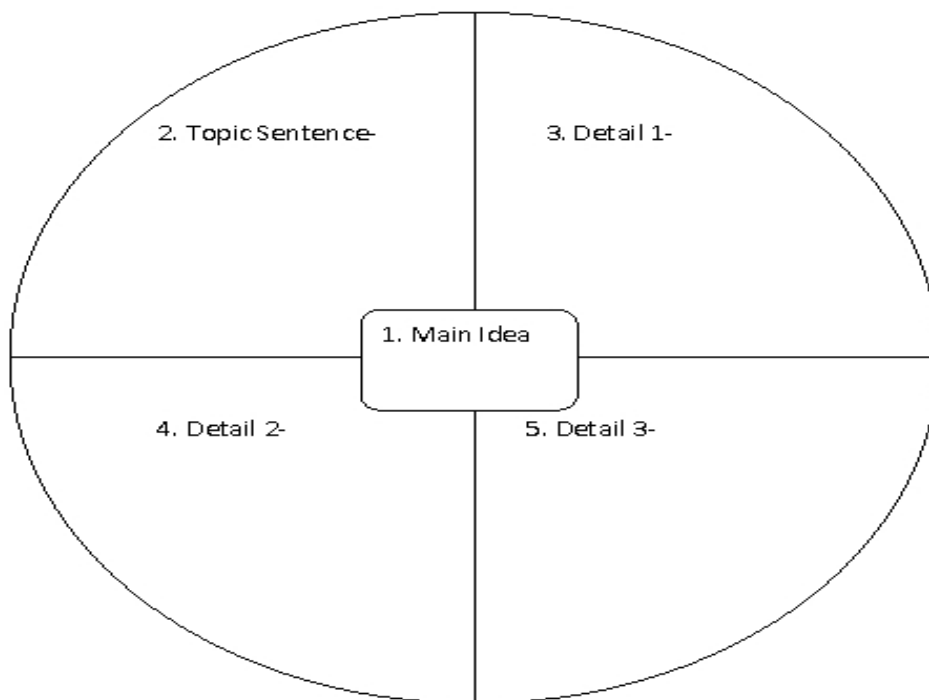 2. Topic Sentence-
3. Detail 1-
1. Main Idea
4. Detail 2-
5. Detail 3-